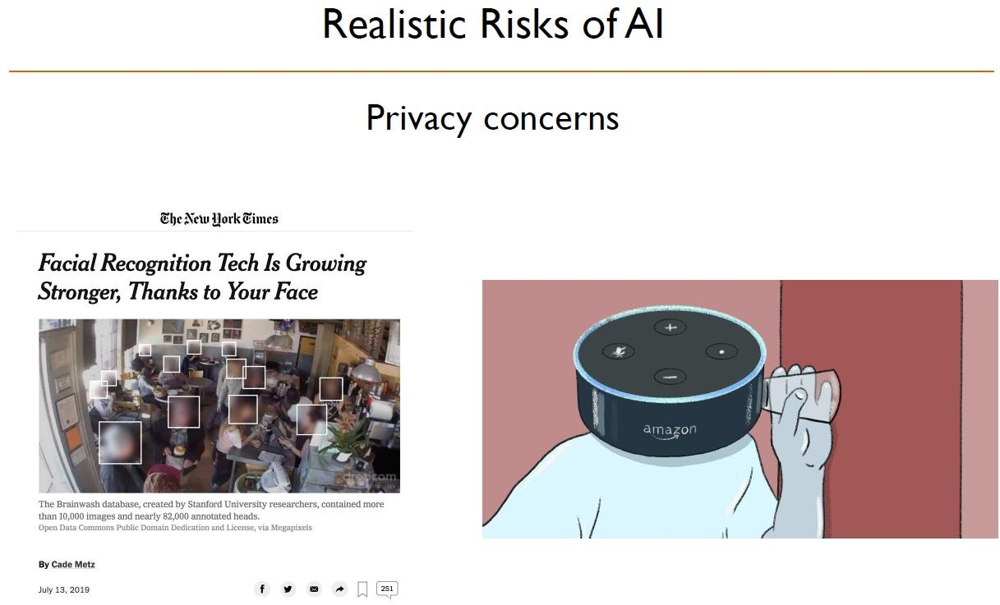 Realistic Risks of AI
Privacy concerns
The New York Times
Facial Recognition Tech Is Growing
Stronger, Thanks to Your Face
dropcam
The Brainwash database, created by Stanford University researchers, contained more
than 10,000 images and nearly 82,000 annotated heads.
Open Data Commons Public Domain Dedication and License, via Megapixels
By Cade Metz
July 13, 2019
251
amazon